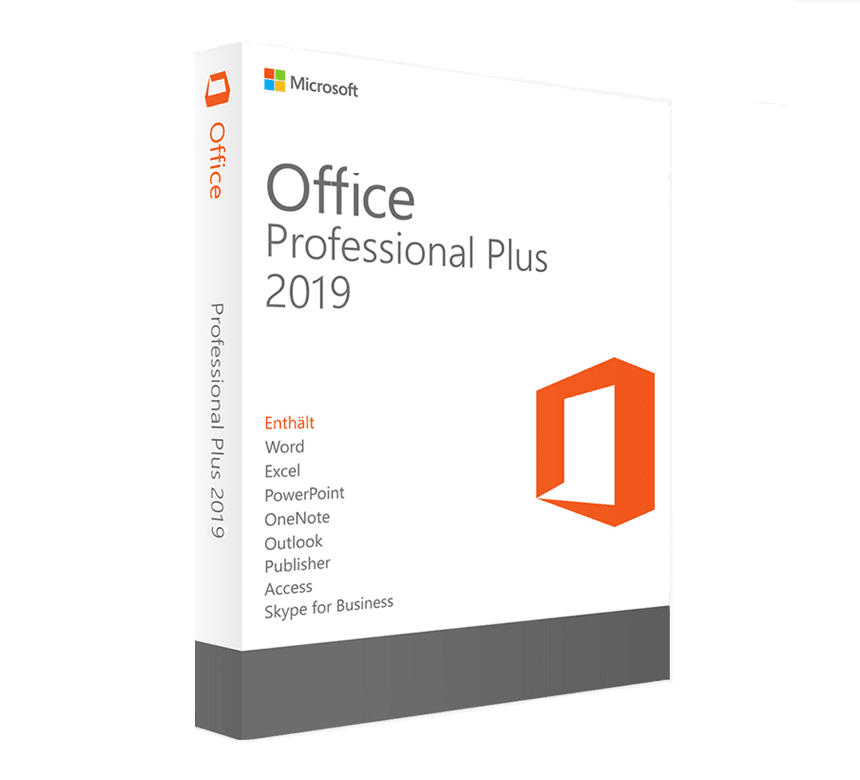 Office
Professional Plus 2019
Microsoft
Office
Professional Plus
2019
Enthält
Word
Excel
PowerPoint
OneNote
Outlook
Publisher
Access
Skype for Business